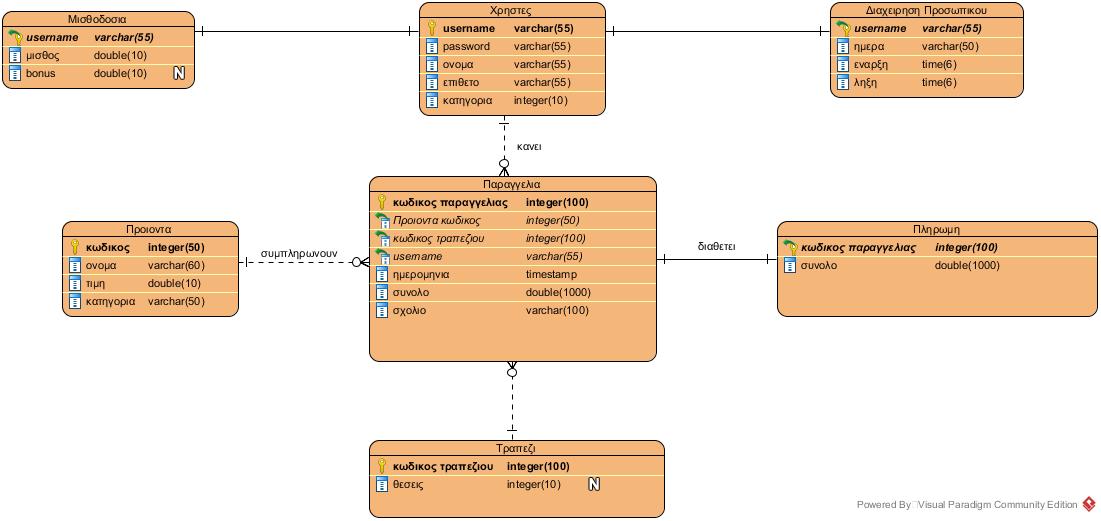 Μισθοδοσια
username varchar(55)
μισθος double(10)
bonus double(10) N
Χρηστες
username varchar(55)
password varchar(55)
ονομα varchar(55)
επιθετο varchar(55)
κατηγορια integer(10)
Διαχειρηση Προσωπικου
username varchar(55)
ημερα varchar(50)
εναρξη time(6)
ληξη time(6)
κανει
Παραγγελια
κωδικος παραγγελιας integer(100)
Προιοντα κωδικος integer(50)
κωδικος τραπεζιου integer(100)
username varchar(55)
ημερομηνια timestamp
συνολο double(1000)
σχολιο varchar(100)
Προιοντα
κωδικος integer(50)
ονομα varchar(60)
τιμη double(10)
κατηγορια varchar(50)
συμπληρωνουν
διαθετει
Πληρωμη
κωδικος παραγγελιας integer(100)
συνολο double(1000)
Τραπεζι
κωδικος τραπεζιου integer(100)
θεσεις integer(10) N
Powered By Visual Paradigm Community Edition